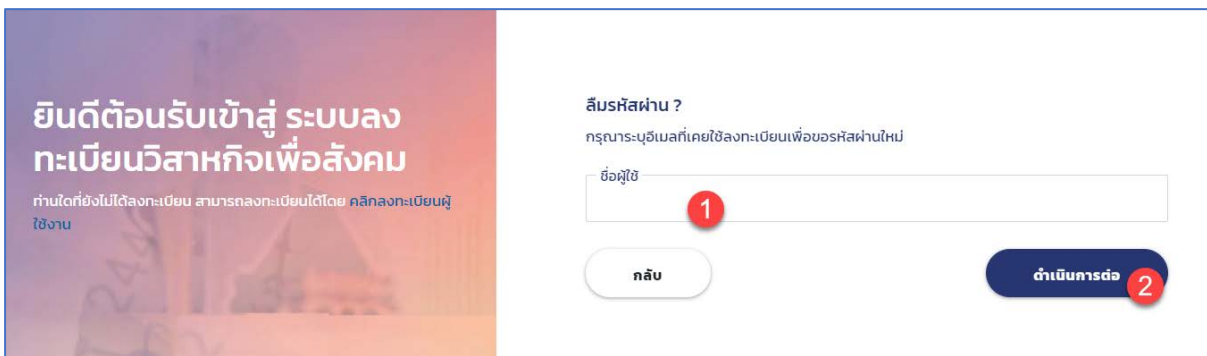 ยินดีต้อนรับเข้าสู่ ระบบลง
ทะเบียนวิสาหกิจเพื่อสังคม
ท่านใดที่ยังไม่ได้ลงทะเบียน สามารถลงทะเบียนได้โดย คลิกลงทะเบียนผู้
ใช้งาน
ลืมรหัสผ่าน ?
กรุณาระบุอีเมลที่เคยใช้ลงทะเบียนเพื่อขอรหัสผ่านใหม่
ชื่อผู้ใช้
1
กลับ
ดำเนินการต่อ
2